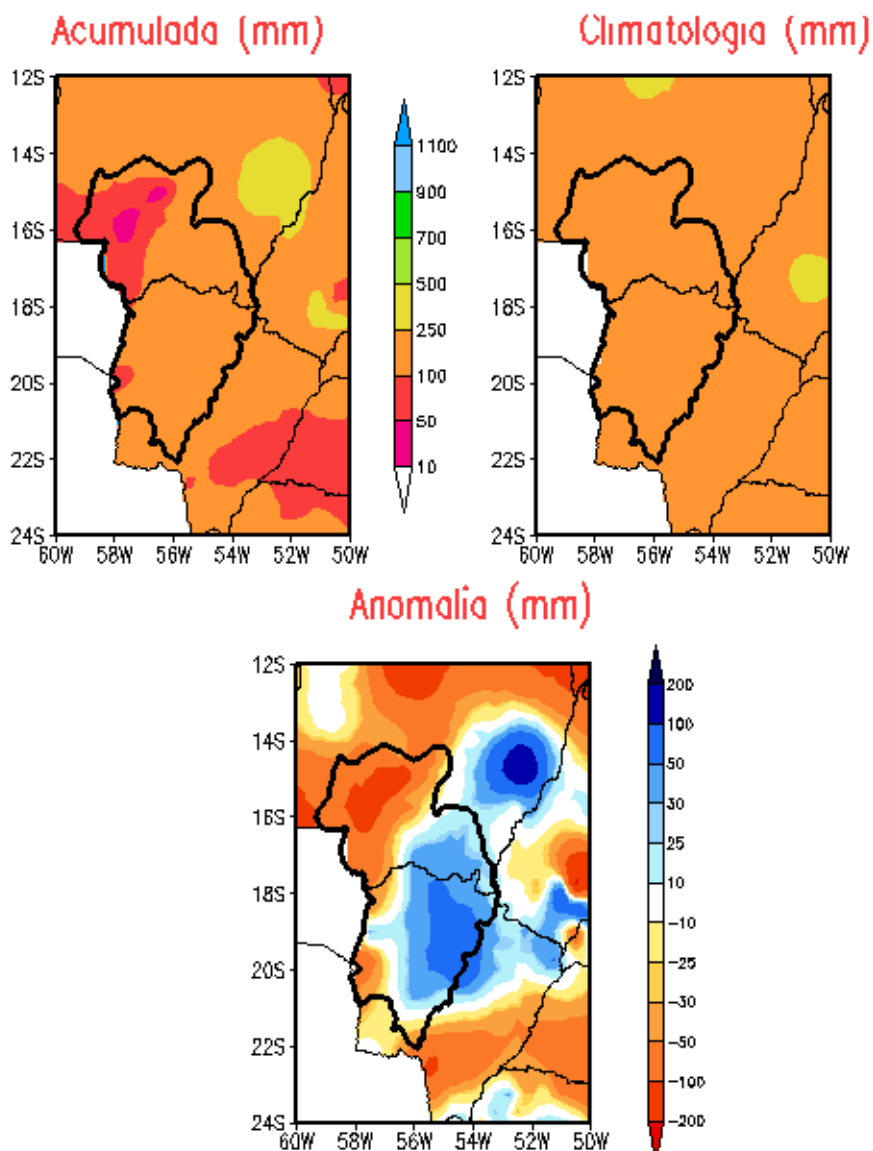 Acumulada (mm)
Climatologia (mm)
12S
14S
16S
18S
20S
22S
24S
60W 58W 56W 54W 52W 50W
1100
900
700
500
250
100
50
10
12S
14S
16S
18S
20S
22S
24S
60W 58W 56W 54W 52W 50W
Anomalia (mm)
12S
14S
16S
18S
20S
22S
24S
60W 58W 56W 54W 52W 50W
200
100
50
30
25
10
-10
-25
-30
-50
-100
-200